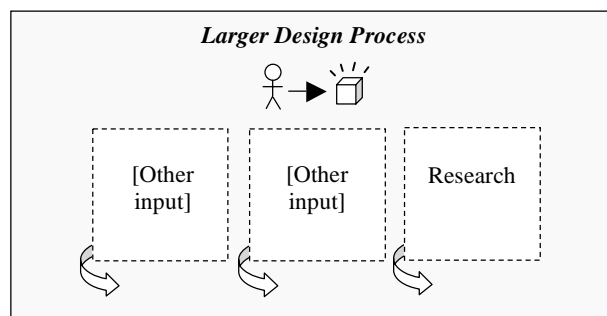 Larger Design Process
[Other
input]
[Other
input]
Research